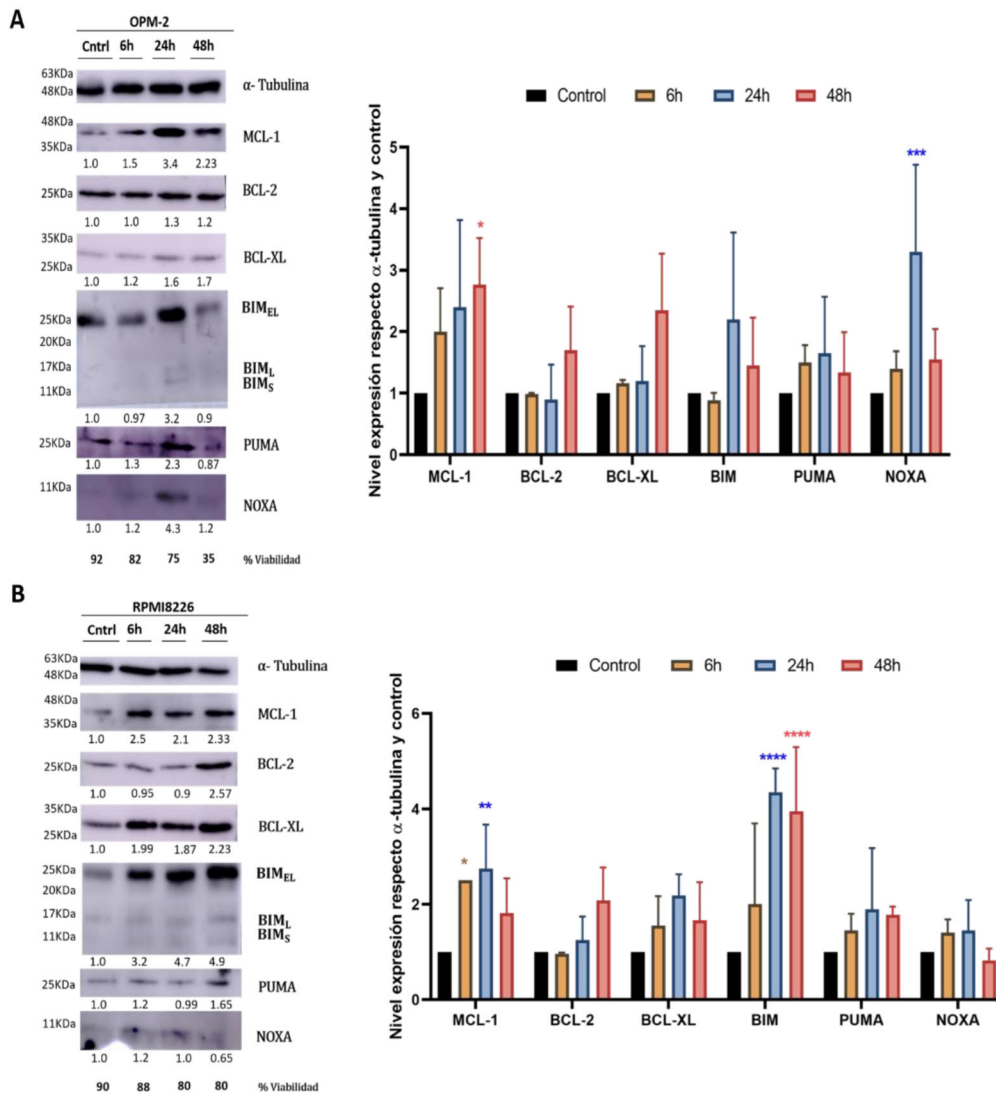 A
OPM-2
Cntrl 6h 24h 48h
63KDa
48KDa
α- Tubulina
48KDa
35KDa
MCL-1
1.0 1.5 3.4 2.23
25KDa
BCL-2
1.0 1.0 1.3 1.2
35KDa
25KDa
BCL-XL
1.0 1.2 1.6 1.7
25KDa
20KDa
17KDa
11KDa
BIMEL
BIML
BIMS
1.0 0.97 3.2 0.9
25KDa
PUMA
1.0 1.3 2.3 0.87
11KDa
NOXA
1.0 1.2 4.3 1.2
92 82 75 35 % Viabilidad
Control 6h 24h 48h
Nivel expresión respecto α-tubulina y control
5
4
3
2
1
0
*
***
MCL-1 BCL-2 BCL-XL BIM PUMA NOXA
B
RPMI8226
Cntrl 6h 24h 48h
63KDa
48KDa
α- Tubulina
48KDa
35KDa
MCL-1
1.0 2.5 2.1 2.33
25KDa
BCL-2
1.0 0.95 0.9 2.57
35KDa
25KDa
BCL-XL
1.0 1.99 1.87 2.23
25KDa
20KDa
17KDa
11KDa
BIMEL
BIML
BIMS
1.0 3.2 4.7 4.9
25KDa
PUMA
1.0 1.2 0.99 1.65
11KDa
NOXA
1.0 1.2 1.0 0.65
90 88 80 80 % Viabilidad
Control 6h 24h 48h
Nivel expresión respecto α-tubulina y control
6
4
2
0
*
**
****
****
MCL-1 BCL-2 BCL-XL BIM PUMA NOXA